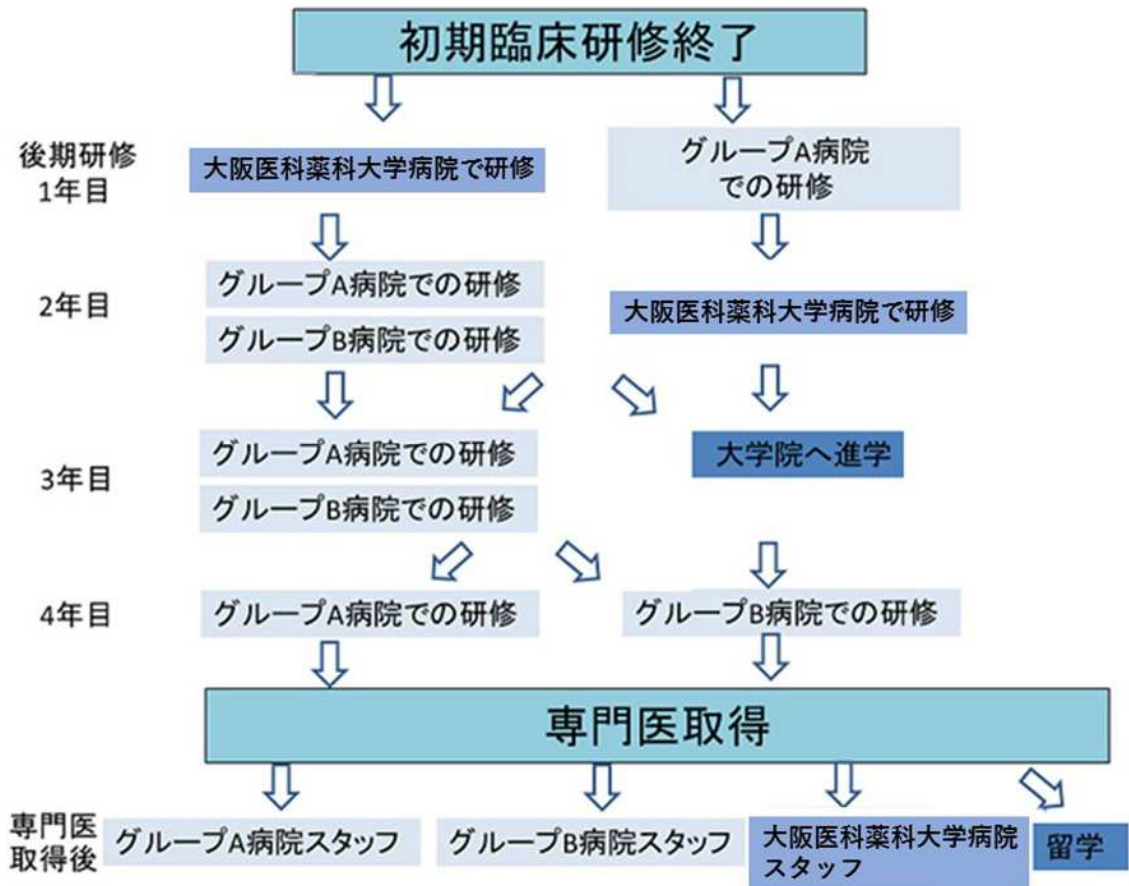 初期臨床研修終了
後期研修
1年目
大阪医科薬科大学病院で研修
グループA病院
での研修
2年目
グループA病院での研修
グループB病院での研修
大阪医科薬科大学病院で研修
3年目
グループA病院での研修
グループB病院での研修
大学院へ進学
4年目
グループA病院での研修
グループB病院での研修
専門医取得
専門医
取得後
グループA病院スタッフ
グループB病院スタッフ
大阪医科薬科大学病院
スタッフ
留学